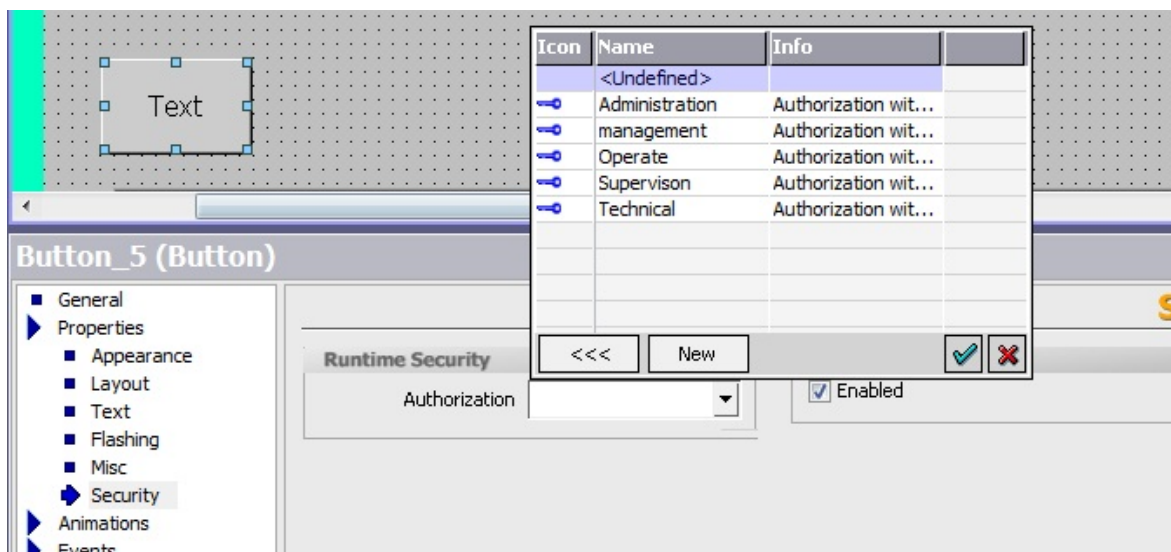 Icon Name Info
<Undefined>
Administration Authorization wit...
management Authorization wit...
Text
Operate Authorization wit...
Supervison Authorization wit...
Technical Authorization wit...
Button_5 (Button)
General
Properties
Appearance
Layout
Text
Flashing
Misc
Security
Animations
Events
<<< New
Runtime Security
Authorization
Enabled